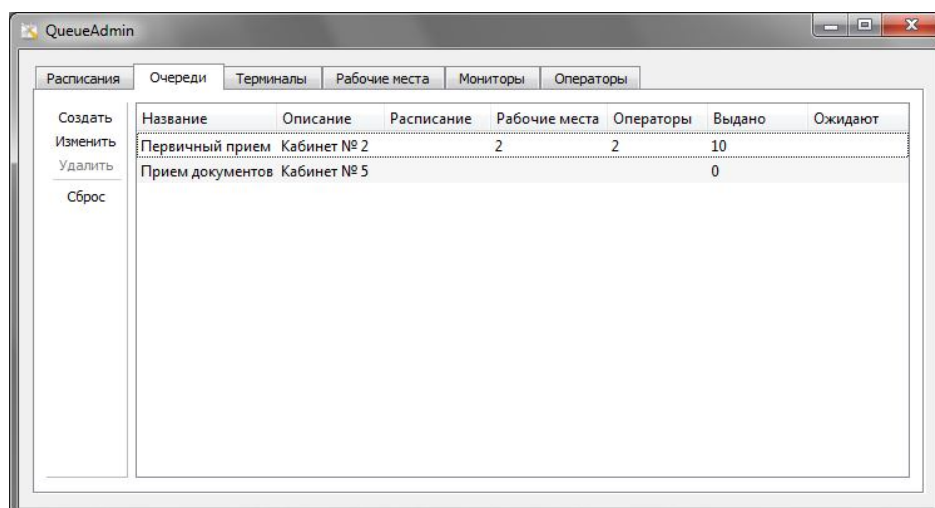 QueueAdmin
Расписания Очереди Терминалы Рабочие места Мониторы Операторы
Создать
Изменить
Удалить
Сброс
Название Описание Расписание Рабочие места Операторы Выдано Ожидают
Первичный прием Кабинет № 2 2 2 10
Прием документов Кабинет № 5 0